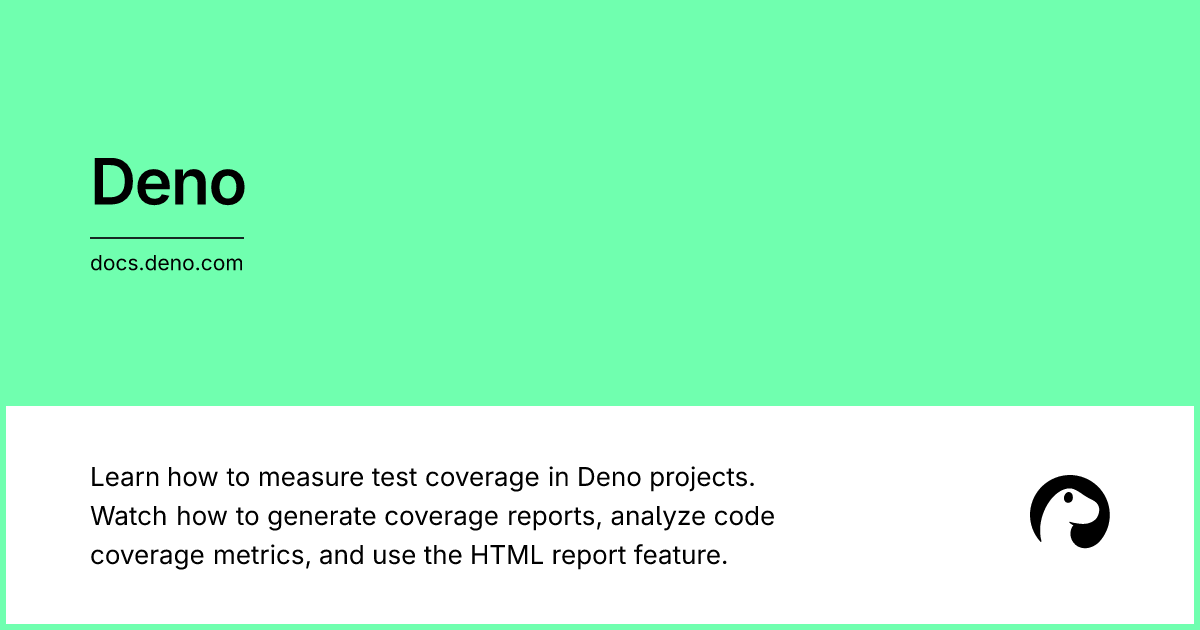 Deno
docs.deno.com
Learn how to measure test coverage in Deno projects.
Watch how to generate coverage reports, analyze code
coverage metrics, and use the HTML report feature.